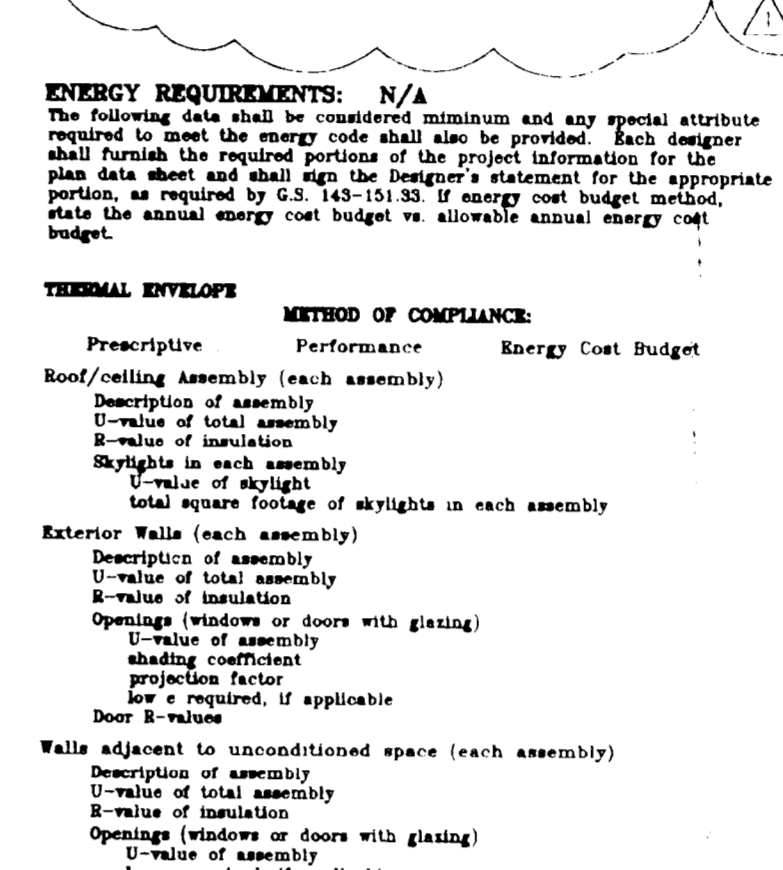 1
ENERGY REQUIREMENTS: N/A
The following data shall be considered miminum and any special attribute
required to meet the energy code shall also be provided. Each designer
shall furnish the required portions of the project information for the
plan data sheet and shall sign the Designer's statement for the appropriate
portion, as required by G.S. 143-151.33. If energy cost budget method,
state the annual energy cost budget vs. allowable annual energy cost
budget.
THERMAL ENVELOPE
METHOD OF COMPLIANCE:
Prescriptive Performance Energy Cost Budget
Roof/ceiling Assembly (each assembly)
Description of assembly
U-value of total assembly
R-value of insulation
Skylights in each assembly
U-value of skylight
total square footage of skylights in each assembly
Exterior Walls (each assembly)
Description of assembly
U-value of total assembly
R-value of insulation
Openings (windows or doors with glazing)
U-value of assembly
shading coefficient
projection factor
low e required, if applicable
Door R-values
Walls adjacent to unconditioned space (each assembly)
Description of assembly
U-value of total assembly
R-value of insulation
Openings (windows or doors with glazing)
U-value of assembly